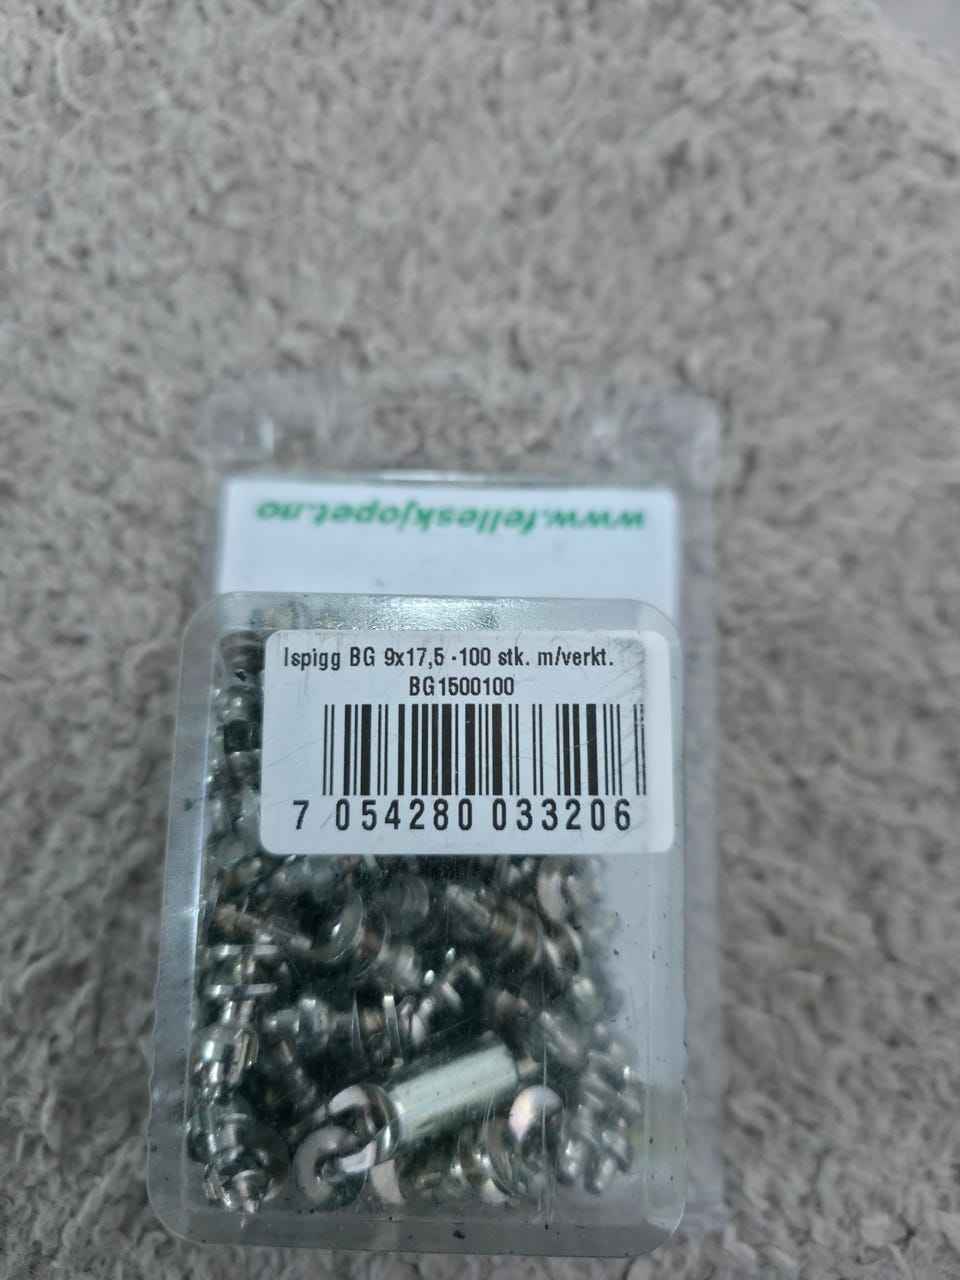 www.felleskjopet.no
Ispigg BG 9x17,5 -100 stk. m/verkt.
BG1500100
7 054280 033206